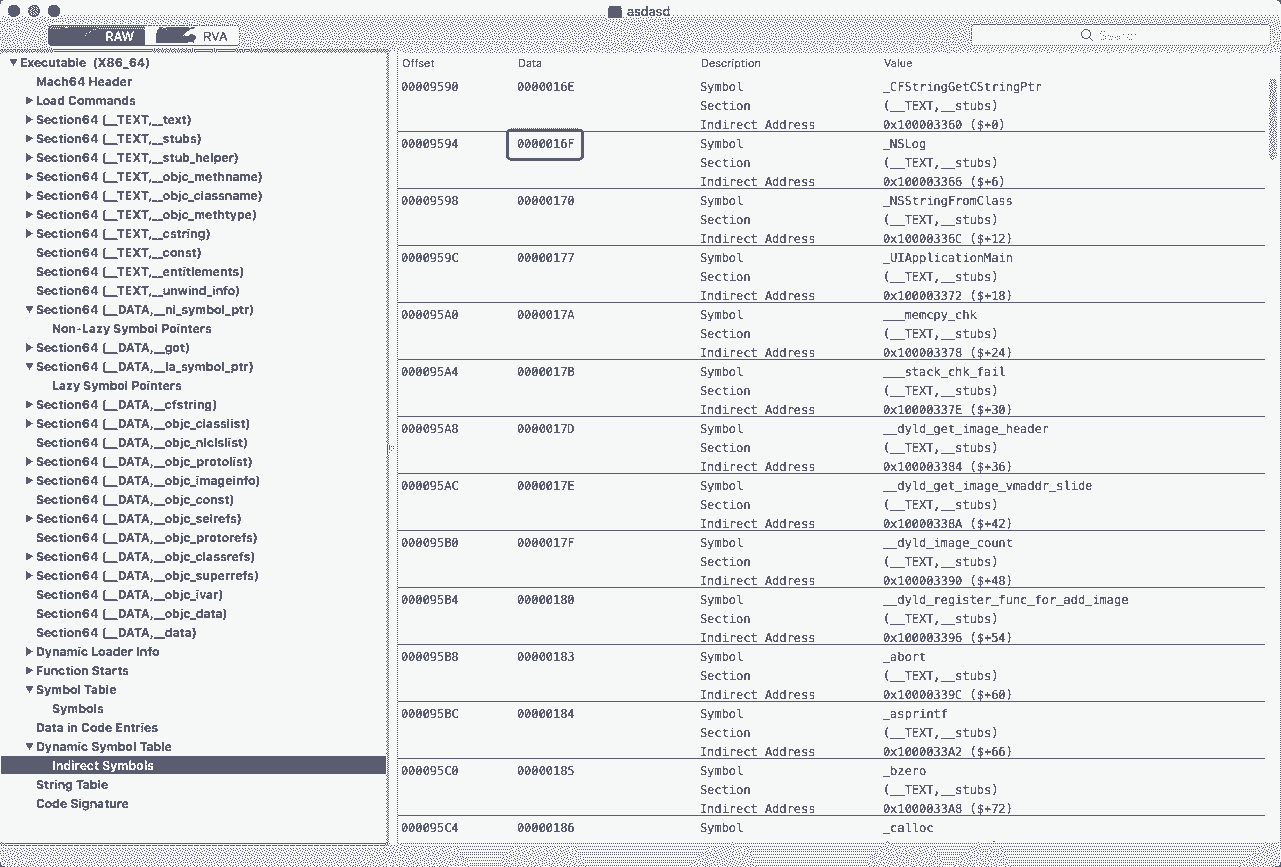 asdasd
RAW RVA
Search
Executable (X86_64)
Mach64 Header
Load Commands
Section64 (__TEXT,__text)
Section64 (__TEXT,__stubs)
Section64 (__TEXT,__stub_helper)
Section64 (__TEXT,__objc_methname)
Section64 (__TEXT,__objc_classname)
Section64 (__TEXT,__objc_methtype)
Section64 (__TEXT,__cstring)
Section64 (__TEXT,__const)
Section64 (__TEXT,__entitlements)
Section64 (__TEXT,__unwind_info)
Section64 (__DATA,__nl_symbol_ptr)
Non-Lazy Symbol Pointers
Section64 (__DATA,__got)
Section64 (__DATA,__la_symbol_ptr)
Lazy Symbol Pointers
Section64 (__DATA,__cfstring)
Section64 (__DATA,__objc_classlist)
Section64 (__DATA,__objc_nlclslist)
Section64 (__DATA,__objc_protolist)
Section64 (__DATA,__objc_imageinfo)
Section64 (__DATA,__objc_const)
Section64 (__DATA,__objc_selrefs)
Section64 (__DATA,__objc_protorefs)
Section64 (__DATA,__objc_classrefs)
Section64 (__DATA,__objc_superrefs)
Section64 (__DATA,__objc_ivar)
Section64 (__DATA,__objc_data)
Section64 (__DATA,__data)
Dynamic Loader Info
Function Starts
Symbol Table
Symbols
Data in Code Entries
Dynamic Symbol Table
Indirect Symbols
String Table
Code Signature
Offset Data Description Value
00009590 0000016E Symbol _CFStringGetCStringPtr
Section (__TEXT,__stubs)
Indirect Address 0x100003360 ($+0)
00009594 0000016F Symbol _NSLog
Section (__TEXT,__stubs)
Indirect Address 0x100003366 ($+6)
00009598 00000170 Symbol _NSStringFromClass
Section (__TEXT,__stubs)
Indirect Address 0x10000336C ($+12)
0000959C 00000177 Symbol _UIApplicationMain
Section (__TEXT,__stubs)
Indirect Address 0x100003372 ($+18)
000095A0 0000017A Symbol ___memcpy_chk
Section (__TEXT,__stubs)
Indirect Address 0x100003378 ($+24)
000095A4 0000017B Symbol ___stack_chk_fail
Section (__TEXT,__stubs)
Indirect Address 0x10000337E ($+30)
000095A8 0000017D Symbol __dyld_get_image_header
Section (__TEXT,__stubs)
Indirect Address 0x100003384 ($+36)
000095AC 0000017E Symbol __dyld_get_image_vmaddr_slide
Section (__TEXT,__stubs)
Indirect Address 0x10000338A ($+42)
000095B0 0000017F Symbol __dyld_image_count
Section (__TEXT,__stubs)
Indirect Address 0x100003390 ($+48)
000095B4 00000180 Symbol __dyld_register_func_for_add_image
Section (__TEXT,__stubs)
Indirect Address 0x100003396 ($+54)
000095B8 00000183 Symbol _abort
Section (__TEXT,__stubs)
Indirect Address 0x10000339C ($+60)
000095BC 00000184 Symbol _asprintf
Section (__TEXT,__stubs)
Indirect Address 0x1000033A2 ($+66)
000095C0 00000185 Symbol _bzero
Section (__TEXT,__stubs)
Indirect Address 0x1000033A8 ($+72)
000095C4 00000186 Symbol _calloc